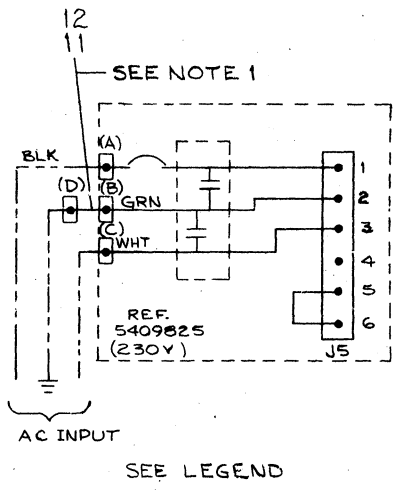 12
11
SEE NOTE 1
(A)
BLK
1
(D)
(B)
GRN
2
(C)
WHT
3
4
5
REF.
5409825
(230V)
6
J5
AC INPUT
SEE LEGEND